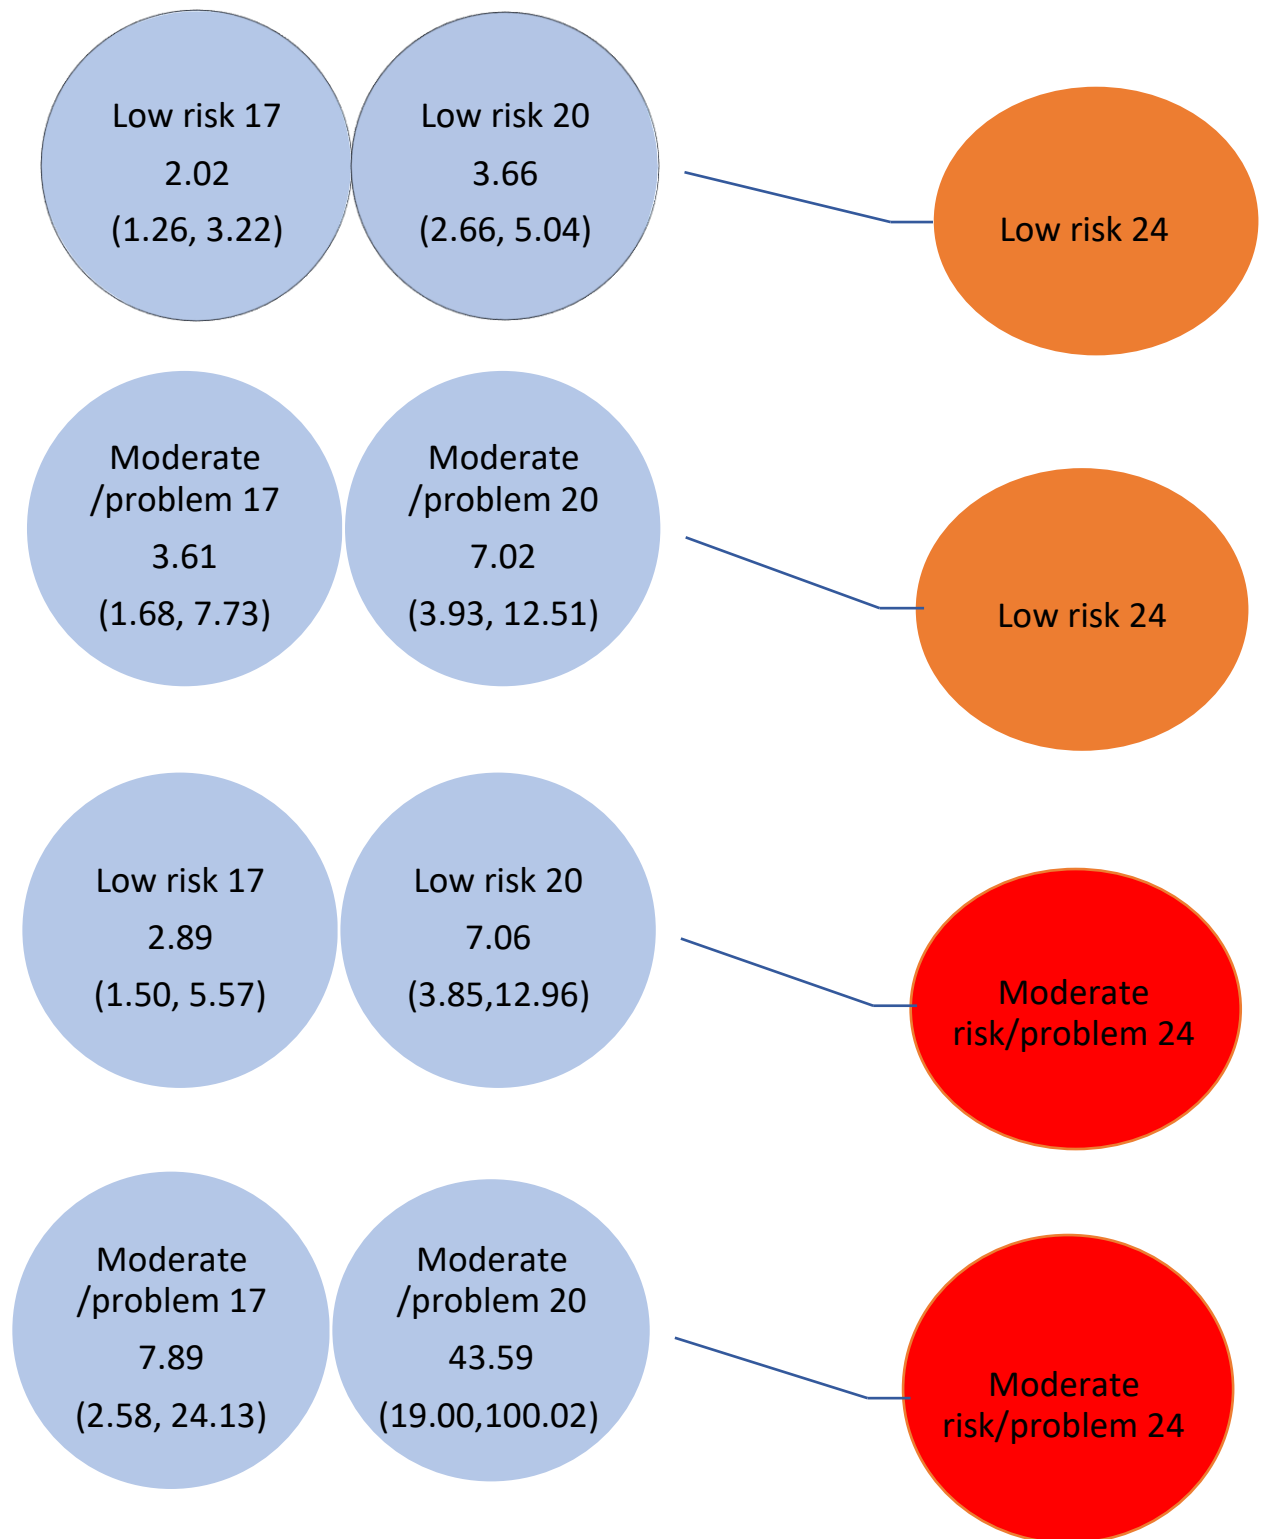 Low risk 17
2.02
(1.26, 3.22)
Low risk 20
3.66
(2.66, 5.04)
Low risk 24
Moderate
/problem 17
3.61
(1.68, 7.73)
Moderate
/problem 20
7.02
(3.93, 12.51)
Low risk 24
Low risk 17
2.89
(1.50, 5.57)
Low risk 20
7.06
(3.85,12.96)
Moderate
risk/problem 24
Moderate
/problem 17
7.89
(2.58, 24.13)
Moderate
/problem 20
43.59
(19.00,100.02)
Moderate
risk/problem 24